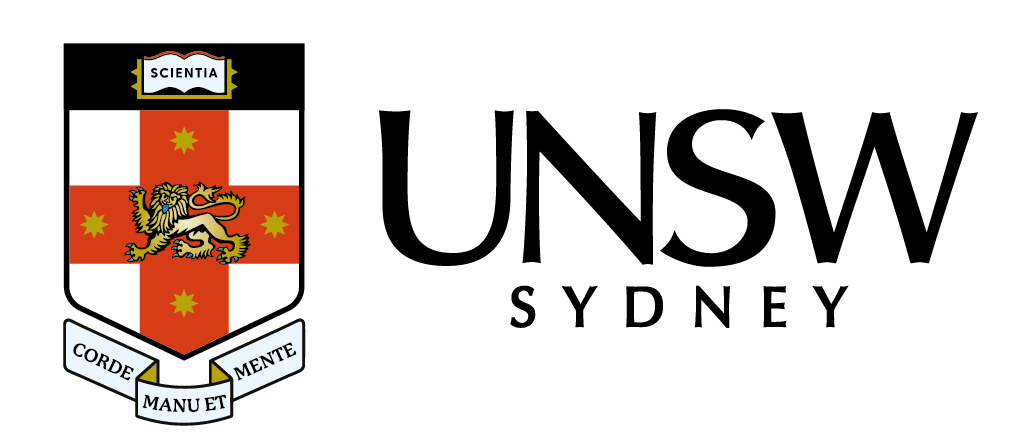 SCIENTIA
UNSW
SYDNEY
CORDE
MANU ET
MENTE